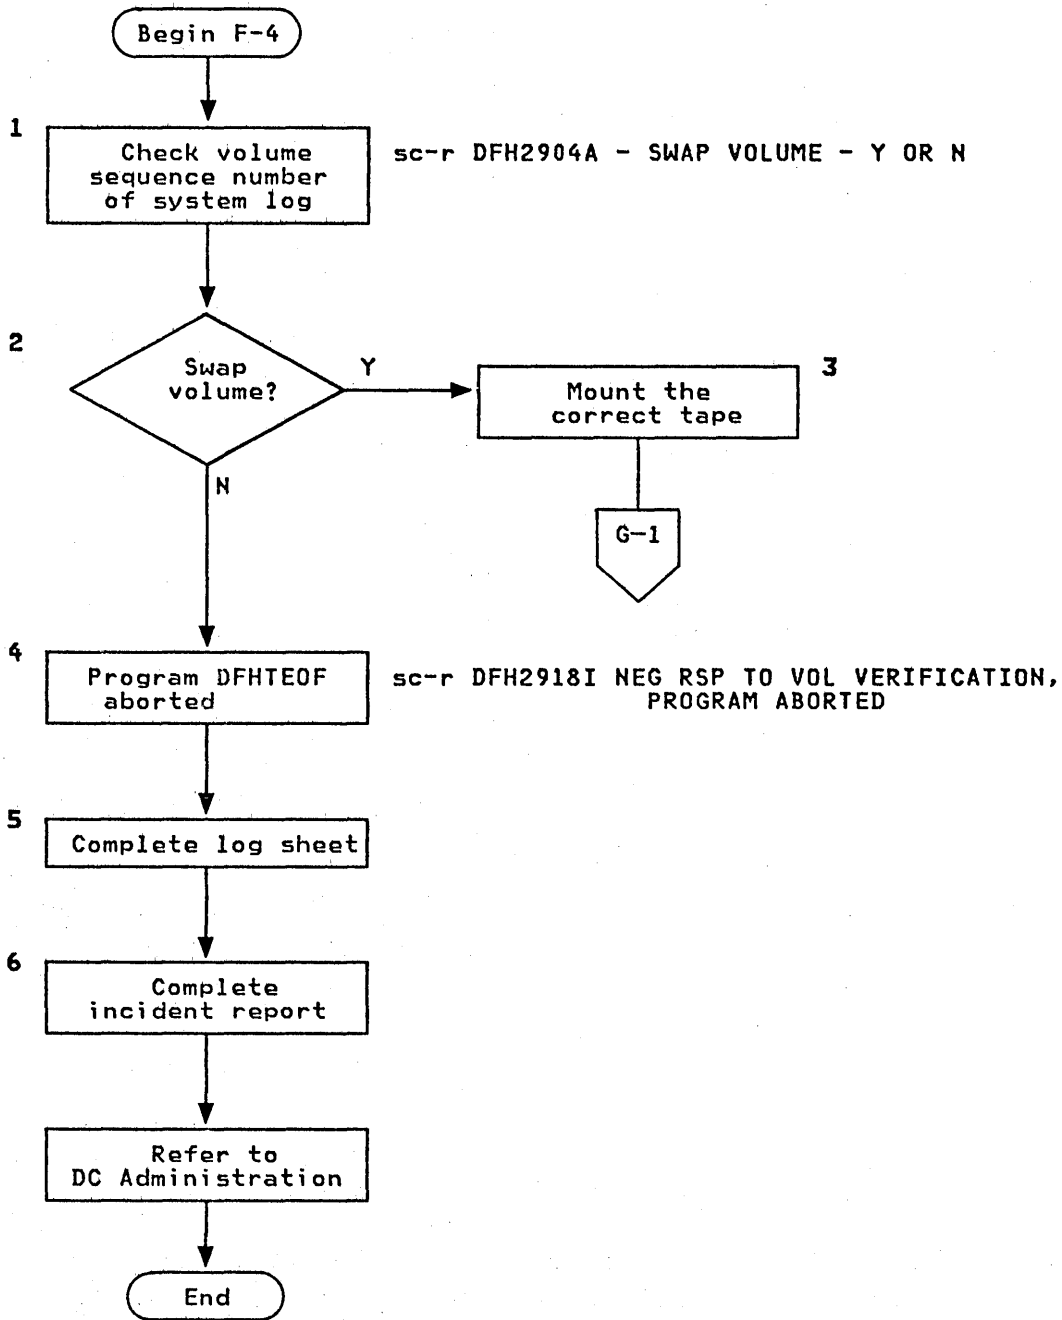 Begin F-4
1
Check volume
sequence number
of system log
sc-r DFH2904A - SWAP VOLUME - Y OR N
2
Swap
volume?
Y
3
Mount the
correct tape
N
G-1
4
Program DFHTEOF
aborted
sc-r DFH2918I NEG RSP TO VOL VERIFICATION,
PROGRAM ABORTED
5
Complete log sheet
6
Complete
incident report
Refer to
DC Administration
End